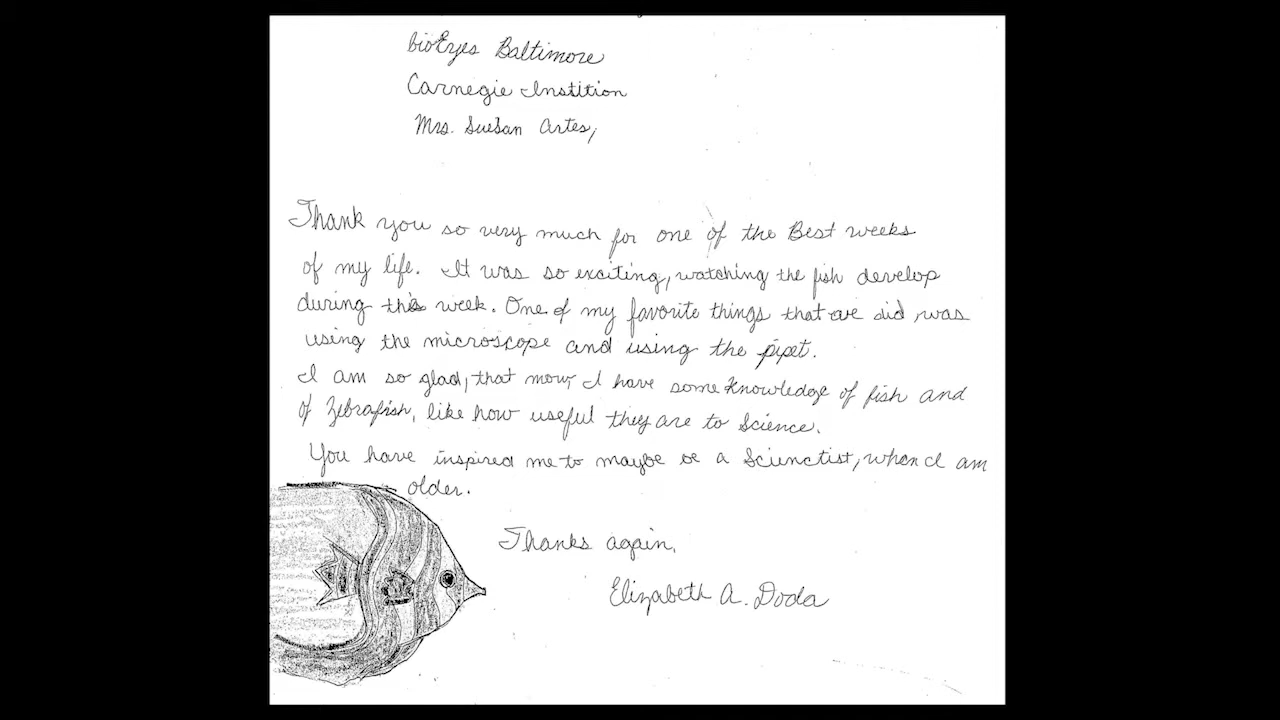 bioEyes Baltimore
Carnegie Instition
Mrs. Suesan Artes,
Thank you so very much for one of the Best weeks
of my life. It was so exciting, watching the fish develop
during this week. One of my favorite things that we did, was
using the microscope and using the pipet.
I am so glad, that now, I have some knowledge of fish and
of Zebrafish, like how useful they are to Science.
You have inspired me to maybe be a Scienctist, when I am
older.
Thanks again,
Elizabeth A. Doda